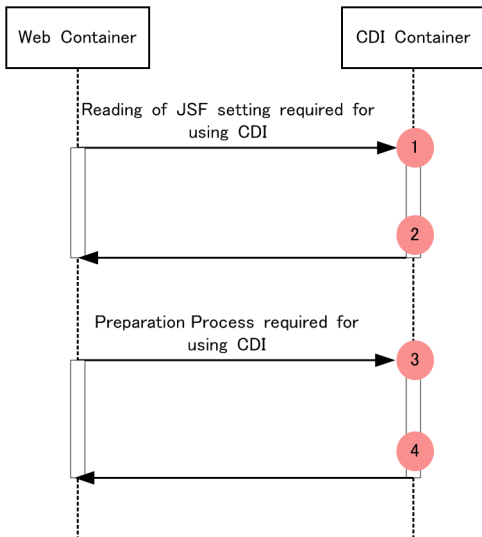 Web Container
CDI Container
Reading of JSF setting required for
using CDI
1
2
Preparation Process required for
using CDI
3
4